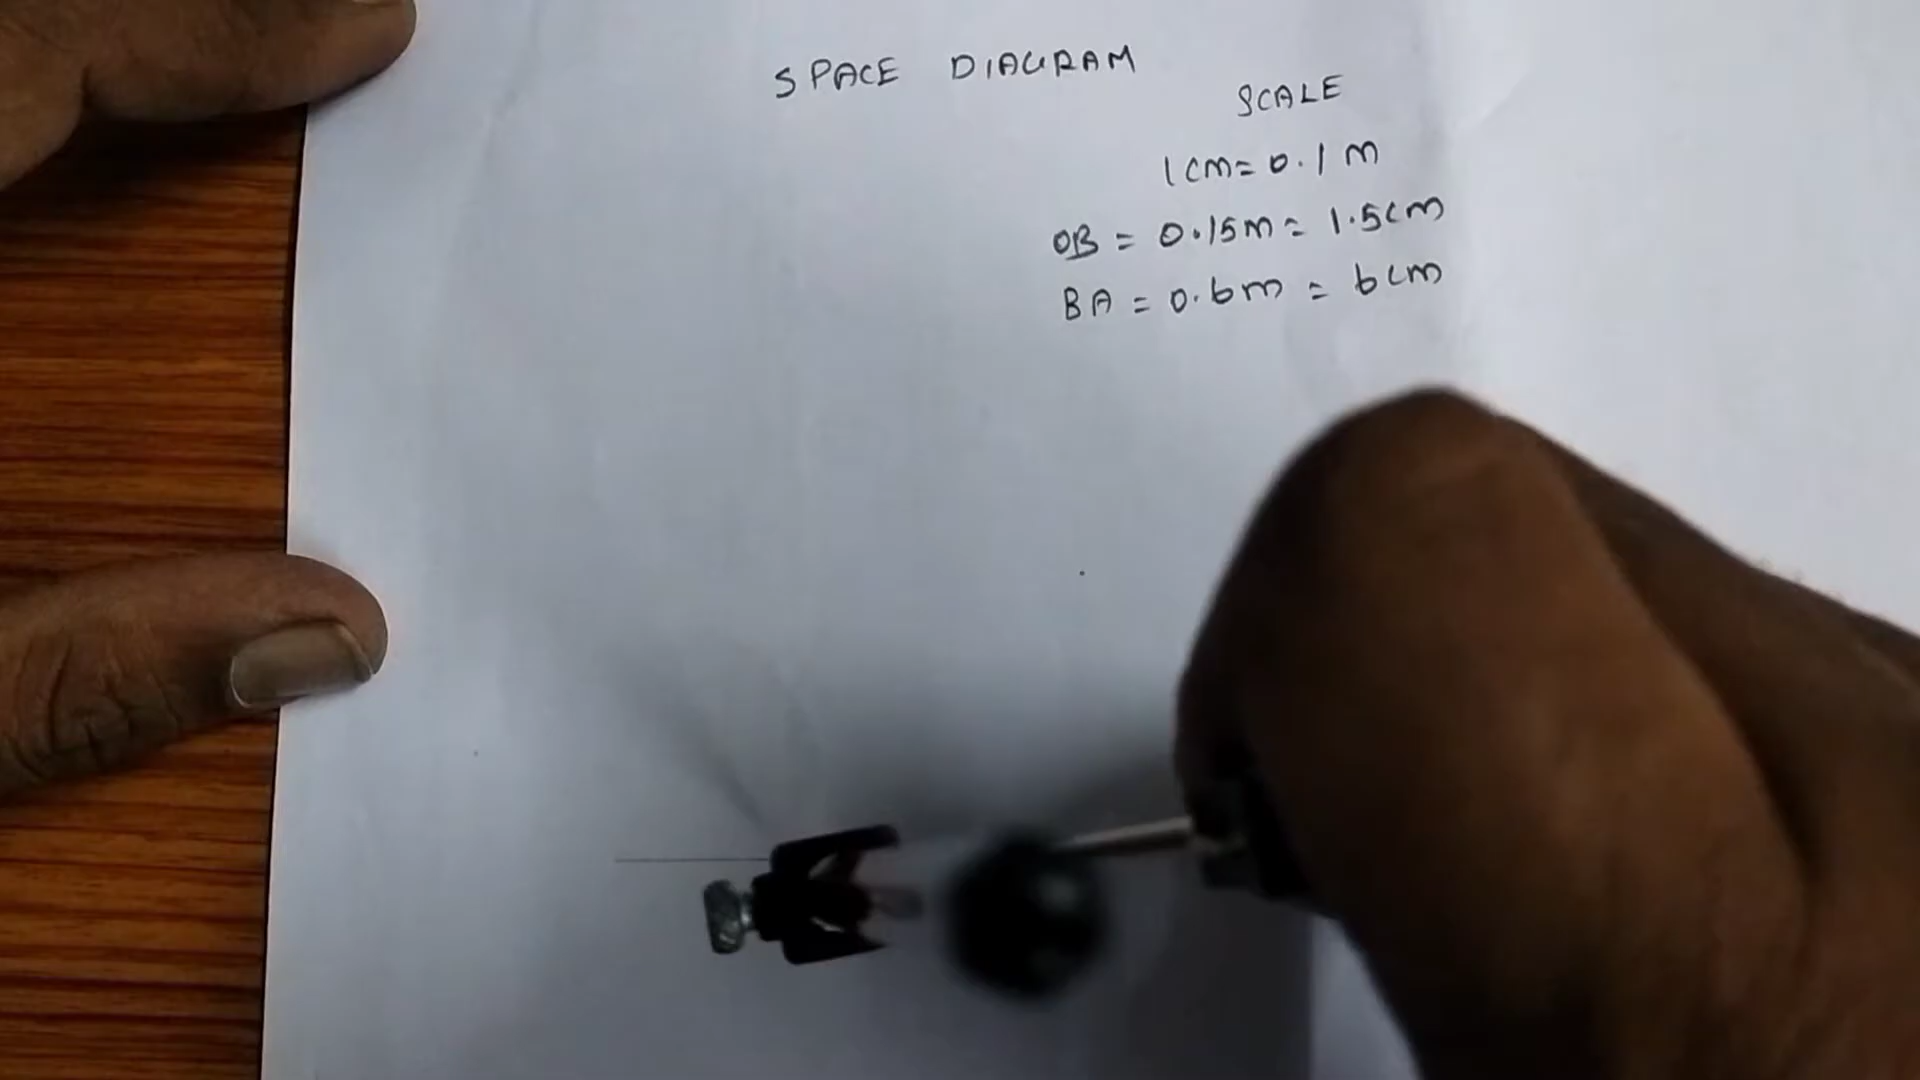 SPACE DIAGRAM
SCALE
1cm = 0.1 m
OB = 0.15m = 1.5cm
BA = 0.6m = 6cm